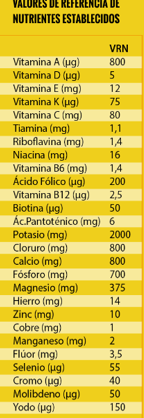 VALORES DE REFERENCIA DE
NUTRIENTES ESTABLECIDOS
VRN
Vitamina A (µg) 800
Vitamina D (µg) 5
Vitamina E (mg) 12
Vitamina K (µg) 75
Vitamina C (mg) 80
Tiamina (mg) 1,1
Riboflavina (mg) 1,4
Niacina (mg) 16
Vitamina B6 (mg) 1,4
Ácido Fólico (µg) 200
Vitamina B12 (µg) 2,5
Biotina (µg) 50
Ác.Pantoténico (mg) 6
Potasio (mg) 2000
Cloruro (mg) 800
Calcio (mg) 800
Fósforo (mg) 700
Magnesio (mg) 375
Hierro (mg) 14
Zinc (mg) 10
Cobre (mg) 1
Manganeso (mg) 2
Flúor (mg) 3,5
Selenio (µg) 55
Cromo (µg) 40
Molibdeno (µg) 50
Yodo (µg) 150